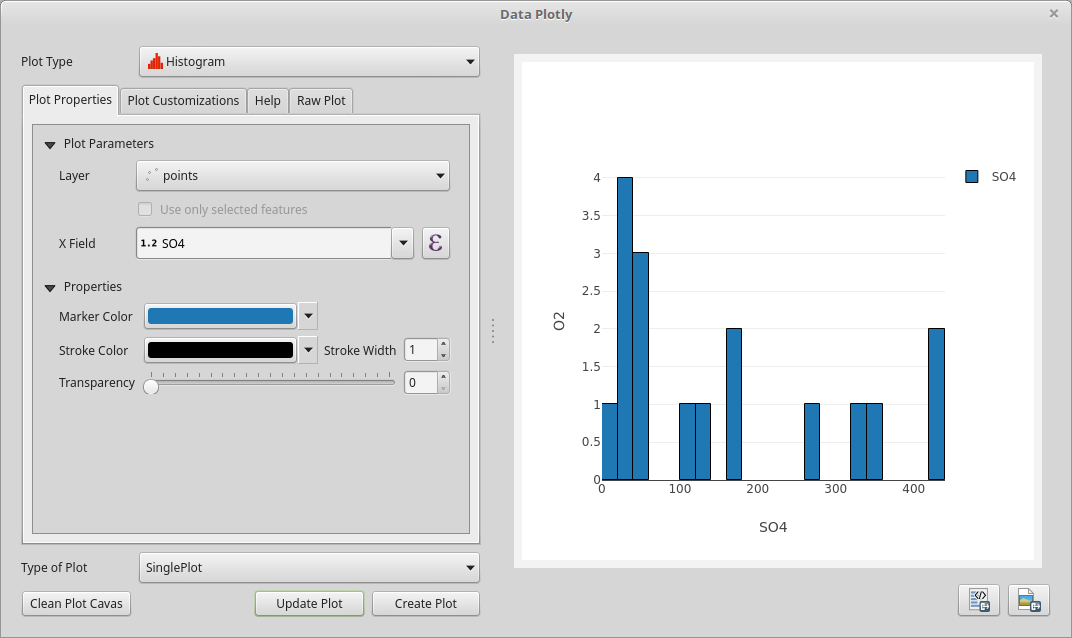 Data Plotly
Plot Type
Histogram
Plot Properties
Plot Customizations
Help
Raw Plot
Plot Parameters
Layer
points
Use only selected features
X Field
1.2 SO4
ε
Properties
Marker Color
Stroke Color
Stroke Width
1
Transparency
0
Type of Plot
SinglePlot
Clean Plot Cavas
Update Plot
Create Plot
4
3.5
3
2.5
2
1.5
1
0.5
0
O2
0
100
200
300
400
SO4
SO4